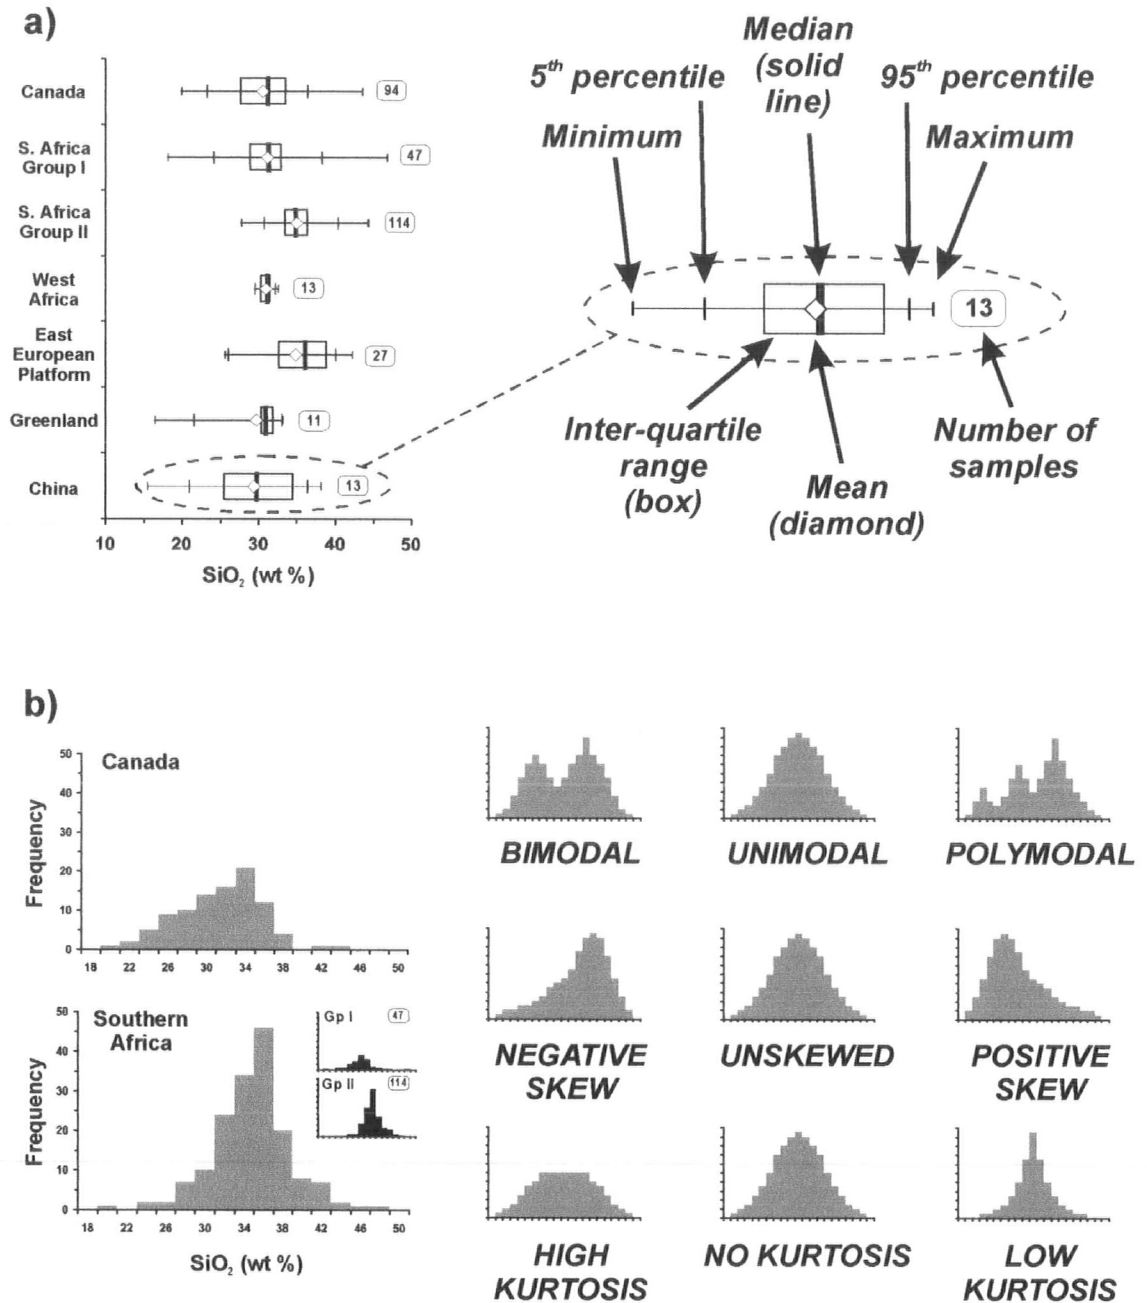 a)
Canada
94
S. Africa
Group I
47
S. Africa
Group II
114
West
Africa
13
East
European
Platform
27
Greenland
11
China
13
10 20 30 40 50
SiO₂ (wt %)
Median
(solid
line)
5th percentile
95th percentile
Minimum
Maximum
13
Inter-quartile
range
(box)
Mean
(diamond)
Number of
samples
b)
Canada
Frequency
50
40
30
20
10
0
18 22 26 30 34 38 42 46 50
Southern
Africa
Frequency
50
40
30
20
10
0
18 22 26 30 34 38 42 46 50
SiO₂ (wt %)
Gp I 47
Gp II 114
BIMODAL
UNIMODAL
POLYMODAL
NEGATIVE
SKEW
UNSKEWED
POSITIVE
SKEW
HIGH
KURTOSIS
NO KURTOSIS
LOW
KURTOSIS